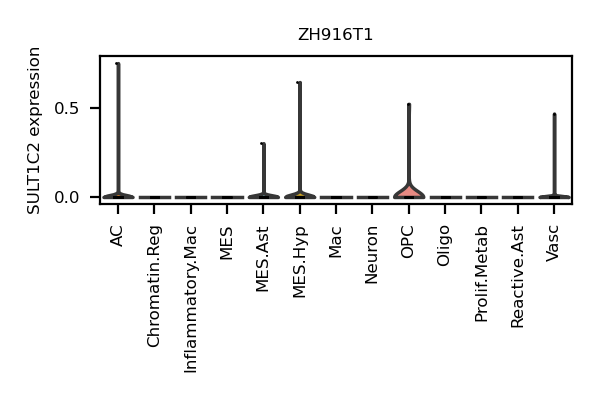 ZH916T1
SULT1C2 expression
0.5
0.0
AC
Chromatin.Reg
Inflammatory.Mac
MES
MES.Ast
MES.Hyp
Mac
Neuron
OPC
Oligo
Prolif.Metab
Reactive.Ast
Vasc